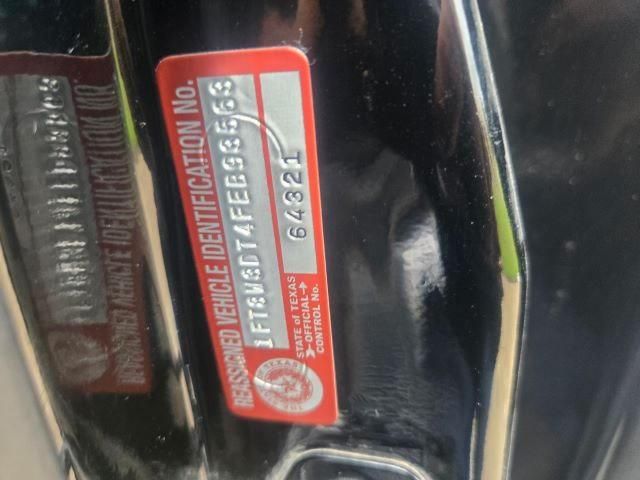 REASSIGNED VEHICLE IDENTIFICATION No.
1FT8W3DT4FEB93563
STATE of TEXAS
OFFICIAL
CONTROL No.
64321